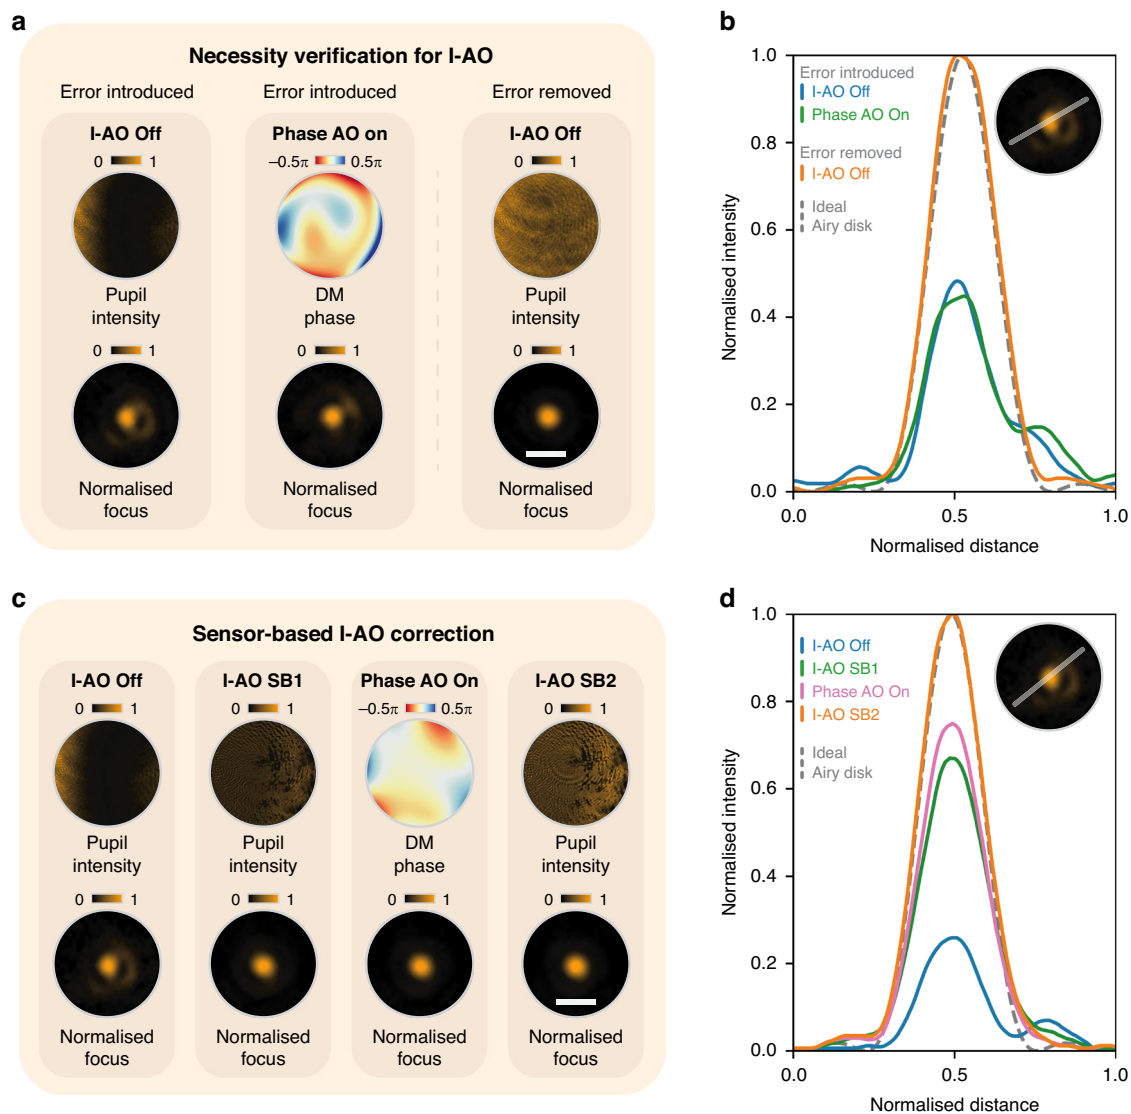 a
Necessity verification for I-AO
Error introduced Error introduced Error removed
I-AO Off Phase AO on I-AO Off
0 1 −0.5π 0.5π 0 1
Pupil DM Pupil
intensity phase intensity
0 1 0 1 0 1
Normalised Normalised Normalised
focus focus focus
b
1.0
0.8
0.6
0.4
0.2
0.0
Normalised intensity
Error introduced
I-AO Off
Phase AO On
Error removed
I-AO Off
Ideal
Airy disk
0.0 0.5 1.0
Normalised distance
c
Sensor-based I-AO correction
I-AO Off I-AO SB1 Phase AO On I-AO SB2
0 1 0 1 −0.5π 0.5π 0 1
Pupil Pupil DM Pupil
intensity intensity phase intensity
0 1 0 1 0 1 0 1
Normalised Normalised Normalised Normalised
focus focus focus focus
d
1.0
0.8
0.6
0.4
0.2
0.0
Normalised intensity
I-AO Off
I-AO SB1
Phase AO On
I-AO SB2
Ideal
Airy disk
0.0 0.5 1.0
Normalised distance